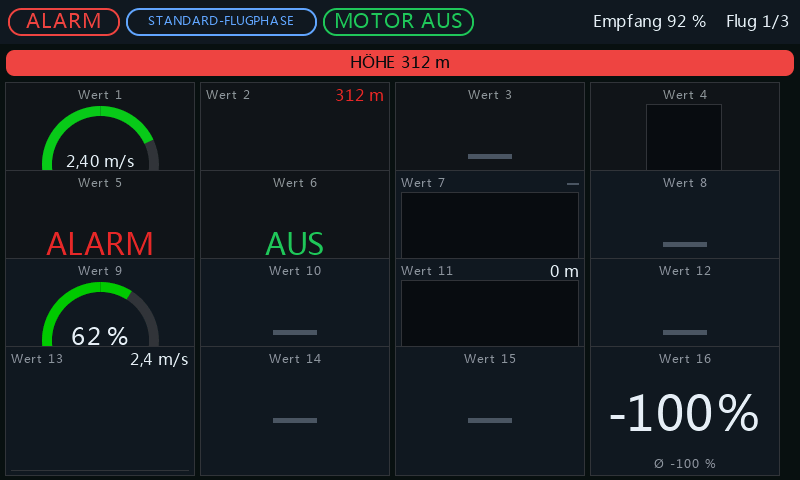 ALARM STANDARD-FLUGPHASE MOTOR AUS Empfang 92 % Flug 1/3
HÖHE 312 m
Wert 1
2,40 m/s
Wert 2 312 m
Wert 3
Wert 4
Wert 5
ALARM
Wert 6
AUS
Wert 7
Wert 8
Wert 9
62 %
Wert 10
Wert 11 0 m
Wert 12
Wert 13 2,4 m/s
Wert 14
Wert 15
Wert 16
-100%
Ø -100 %